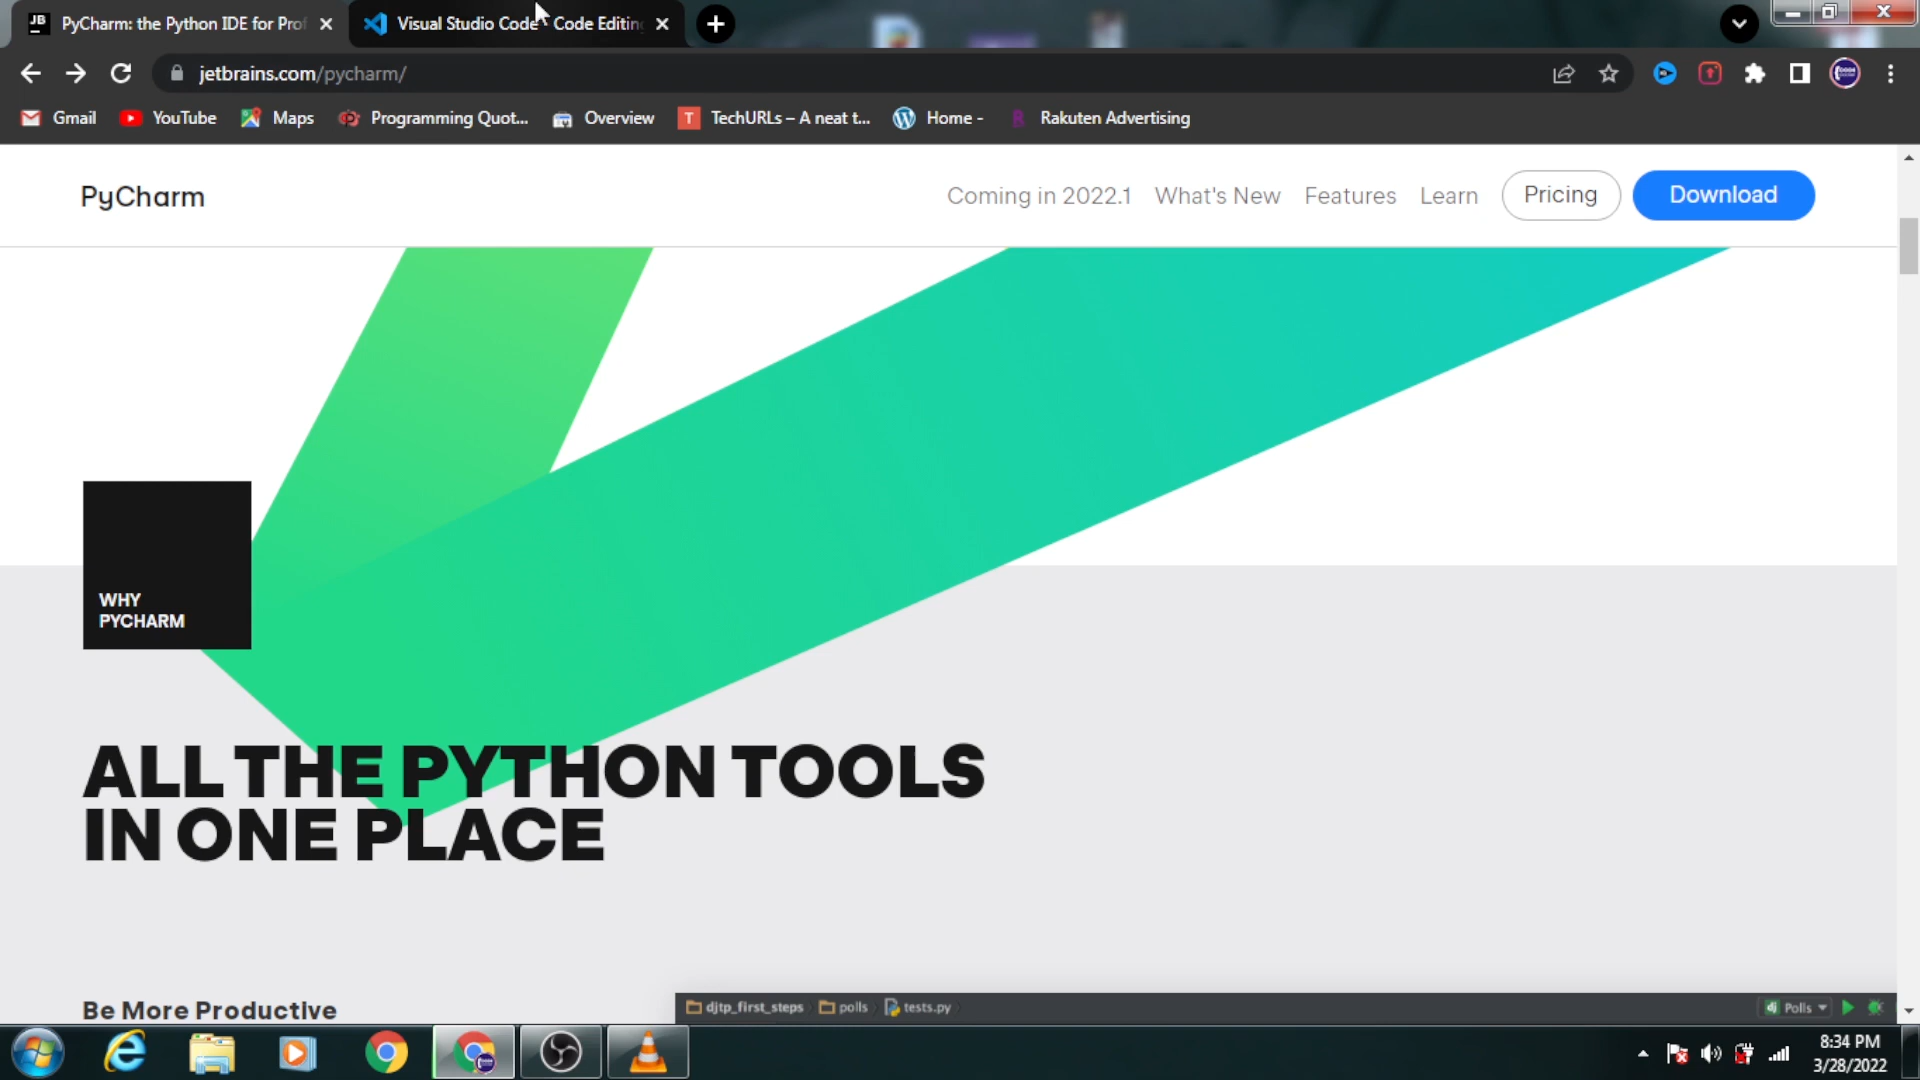 PyCharm: the Python IDE for Prof
Visual Studio Code - Code Editing
jetbrains.com/pycharm/
Gmail
YouTube
Maps
Programming Quot...
Overview
TechURLs – A neat t...
Home -
Rakuten Advertising
PyCharm
Coming in 2022.1
What's New
Features
Learn
Pricing
Download
WHY
PYCHARM
ALL THE PYTHON TOOLS
IN ONE PLACE
Be More Productive
djtp_first_steps
polls
tests.py
dj Polls
8:34 PM
3/28/2022